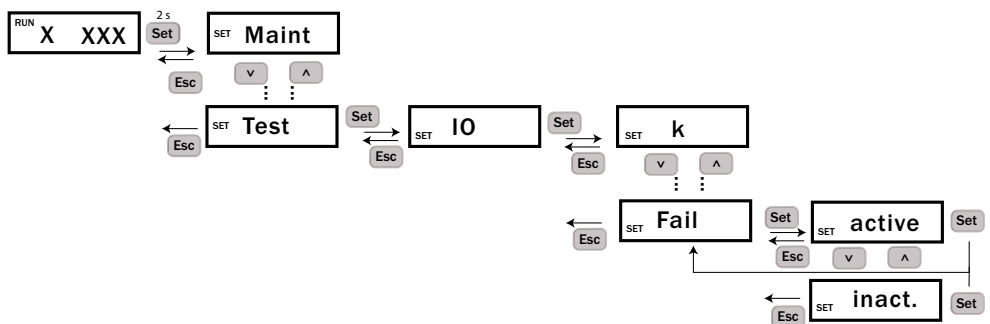 RUN X XXX
2 s
Set
Esc
SET Maint
˅ ˄
Esc
SET Test
Set
Esc
SET IO
Set
Esc
SET k
˅ ˄
Esc
SET Fail
Set
Esc
SET active
Set
˅ ˄
Esc
SET inact.
Set